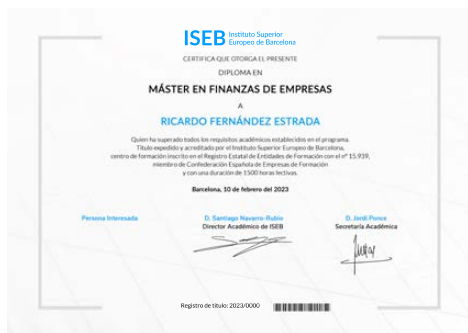 ISEB Instituto Superior
Europeo de Barcelona
CERTIFICA QUE OTORGA EL PRESENTE
DIPLOMA EN
MÁSTER EN FINANZAS DE EMPRESAS
A
RICARDO FERNÁNDEZ ESTRADA
Quien ha superado todos los requisitos académicos establecidos en el programa.
Título expedido y acreditado por el Instituto Superior Europeo de Barcelona,
centro de formación inscrito en el Registro Estatal de Entidades de Formación con el nº 15.939,
miembro de Confederación Española de Empresas de Formación
y con una duración de 1500 horas lectivas.
Barcelona, 10 de febrero del 2023
Persona Interesada
D. Santiago Navarro-Rubio
Director Académico de ISEB
D. Jordi Ponce
Secretaría Académica
Registro de título: 2023/0000